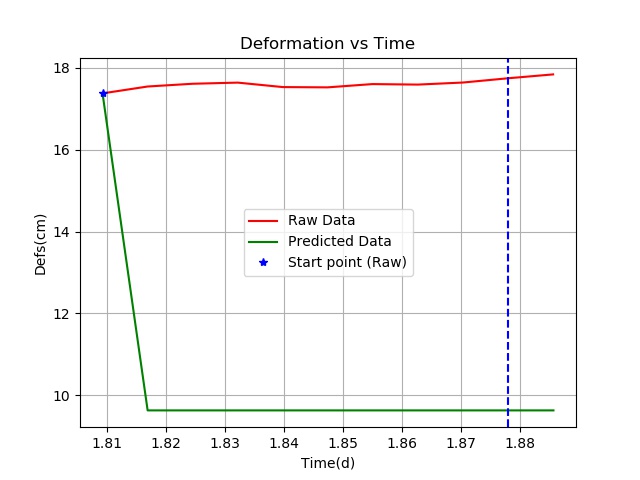 Deformation vs Time
18
16
14
12
10
Defs(cm)
Raw Data
Predicted Data
Start point (Raw)
1.81 1.82 1.83 1.84 1.85 1.86 1.87 1.88
Time(d)